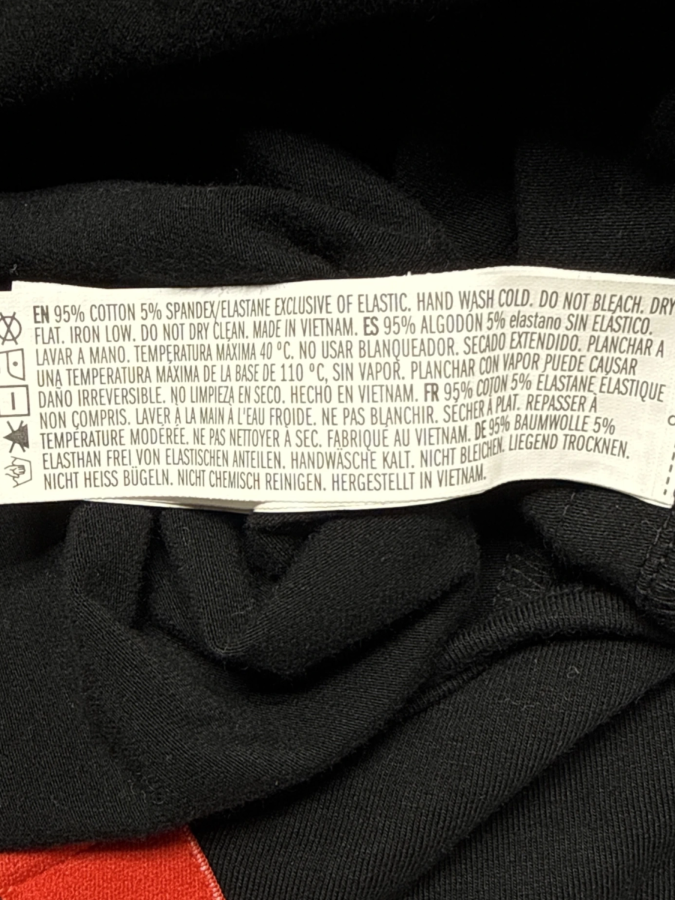 EN 95% COTTON 5% SPANDEX/ELASTANE EXCLUSIVE OF ELASTIC. HAND WASH COLD. DO NOT BLEACH. DRY
FLAT. IRON LOW. DO NOT DRY CLEAN. MADE IN VIETNAM. ES 95% ALGODÓN 5% elastano SIN ELÁSTICO.
LAVAR A MANO. TEMPERATURA MÁXIMA 40 ºC. NO USAR BLANQUEADOR. SECADO EXTENDIDO. PLANCHAR A
UNA TEMPERATURA MÁXIMA DE LA BASE DE 110 ºC, SIN VAPOR. PLANCHAR CON VAPOR PUEDE CAUSAR
DAÑO IRREVERSIBLE. NO LIMPIEZA EN SECO. HECHO EN VIETNAM. FR 95% COTON 5% ELASTANE ELASTIQUE
NON COMPRIS. LAVER À LA MAIN À L'EAU FROIDE. NE PAS BLANCHIR. SÉCHER À PLAT. REPASSER À
TEMPÉRATURE MODÉRÉE. NE PAS NETTOYER À SEC. FABRIQUÉ AU VIETNAM. DE 95% BAUMWOLLE 5%
ELASTHAN FREI VON ELASTISCHEN ANTEILEN. HANDWÄSCHE KALT. NICHT BLEICHEN. LIEGEND TROCKNEN.
NICHT HEISS BÜGELN. NICHT CHEMISCH REINIGEN. HERGESTELLT IN VIETNAM.